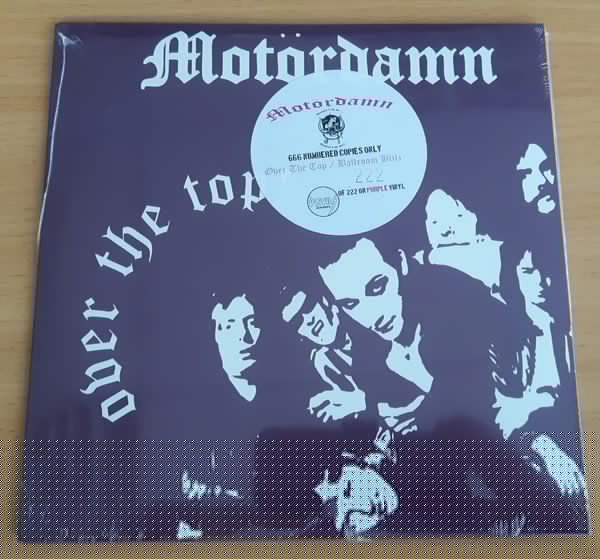 Motördamn
Motördamn
666 NUMBERED COPIES ONLY
Over The Top / Ballroom Blitz
222
OF 222 ON PURPLE VINYL
over the top